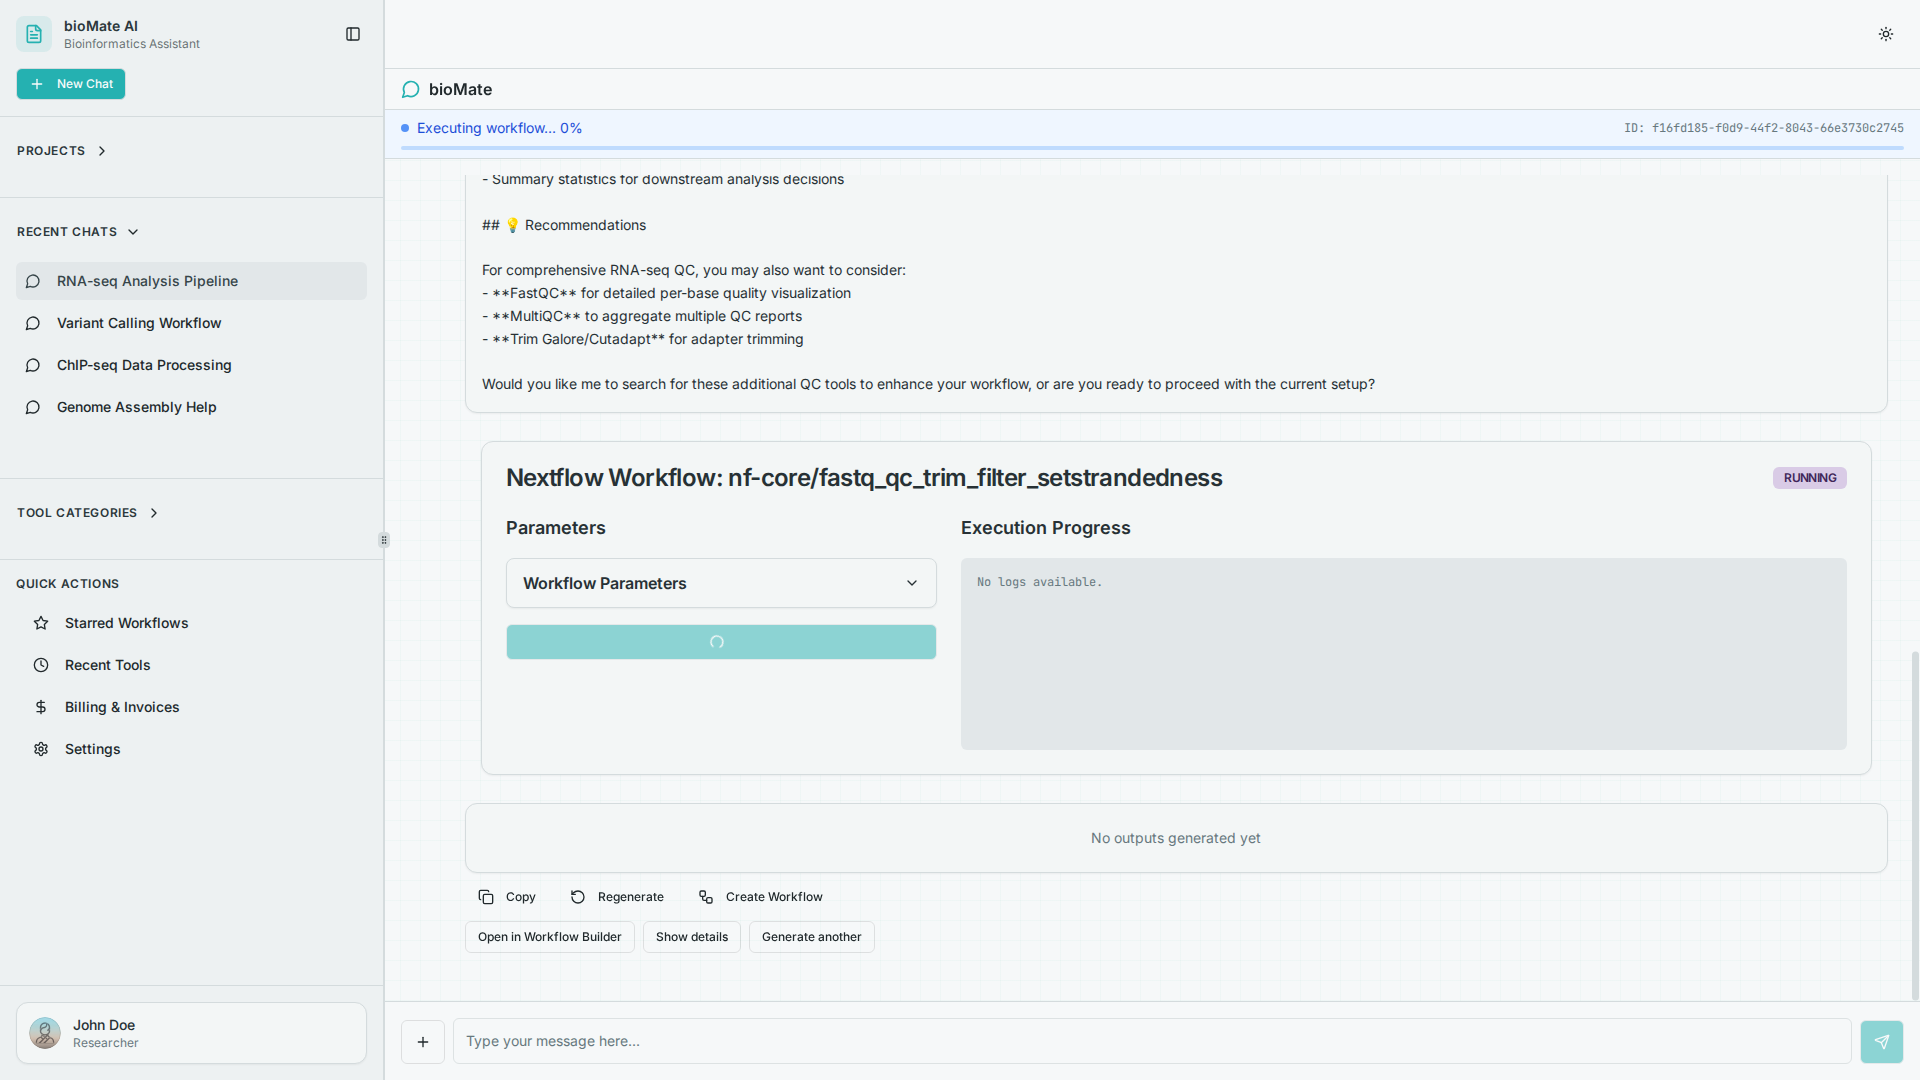 bioMate AI
Bioinformatics Assistant
New Chat
PROJECTS
RECENT CHATS
RNA-seq Analysis Pipeline
Variant Calling Workflow
ChIP-seq Data Processing
Genome Assembly Help
TOOL CATEGORIES
QUICK ACTIONS
Starred Workflows
Recent Tools
Billing & Invoices
Settings
John Doe
Researcher
bioMate
Executing workflow... 0%
ID: f16fd185-f0d9-44f2-8043-66e3730c2745
- Summary statistics for downstream analysis decisions
## 💡 Recommendations
For comprehensive RNA-seq QC, you may also want to consider:
- **FastQC** for detailed per-base quality visualization
- **MultiQC** to aggregate multiple QC reports
- **Trim Galore/Cutadapt** for adapter trimming
Would you like me to search for these additional QC tools to enhance your workflow, or are you ready to proceed with the current setup?
Nextflow Workflow: nf-core/fastq_qc_trim_filter_setstrandedness
RUNNING
Parameters
Workflow Parameters
Execution Progress
No logs available.
No outputs generated yet
Copy
Regenerate
Create Workflow
Open in Workflow Builder
Show details
Generate another
Type your message here...